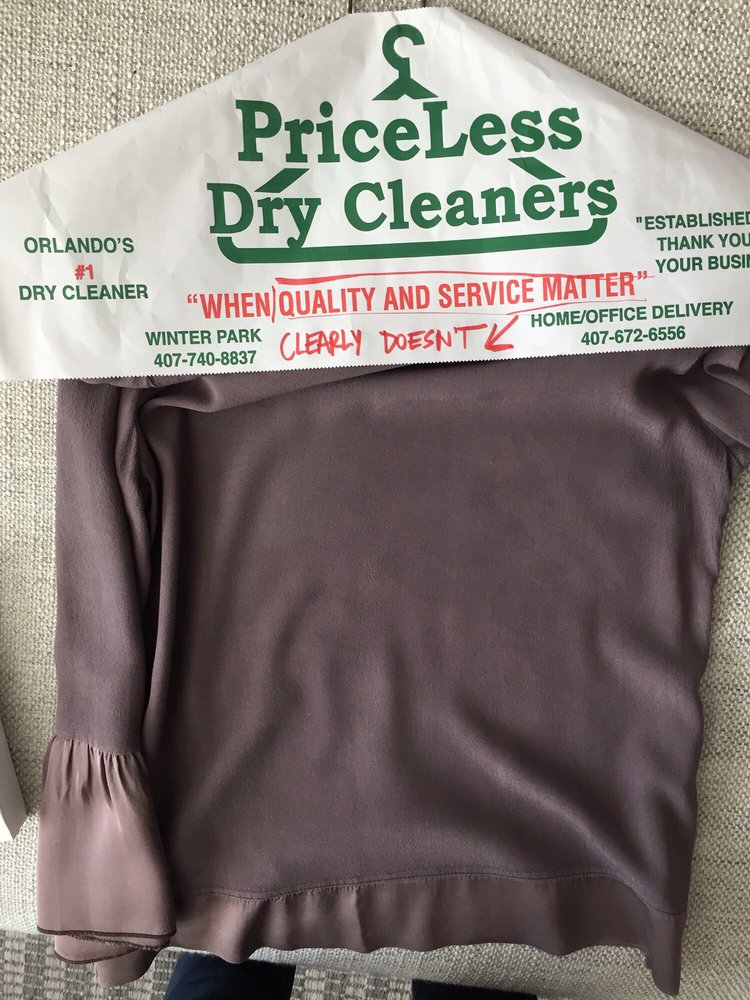 PriceLess
Dry Cleaners
ORLANDO'S
#1
DRY CLEANER
"ESTABLISHED
THANK YOU
YOUR BUSI
"WHEN QUALITY AND SERVICE MATTER"
WINTER PARK
407-740-8837
CLEARLY DOESN'T
HOME/OFFICE DELIVERY
407-672-6556